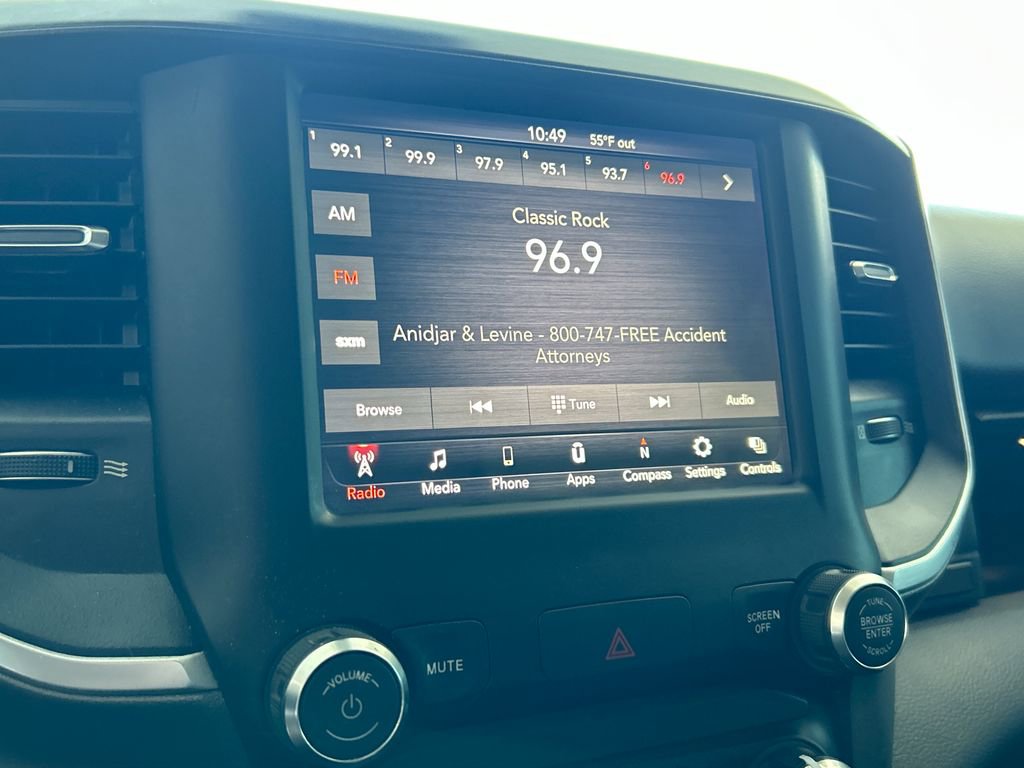 10:49 55°F out
1 99.1 2 99.9 3 97.9 4 95.1 5 93.7 6 96.9
AM
Classic Rock
96.9
FM
sxm
Anidjar & Levine - 800-747-FREE Accident
Attorneys
Browse Tune Audio
Radio Media Phone Apps N Compass Settings Controls
VOLUME
MUTE
SCREEN
OFF
TUNE
BROWSE
ENTER
SCROLL